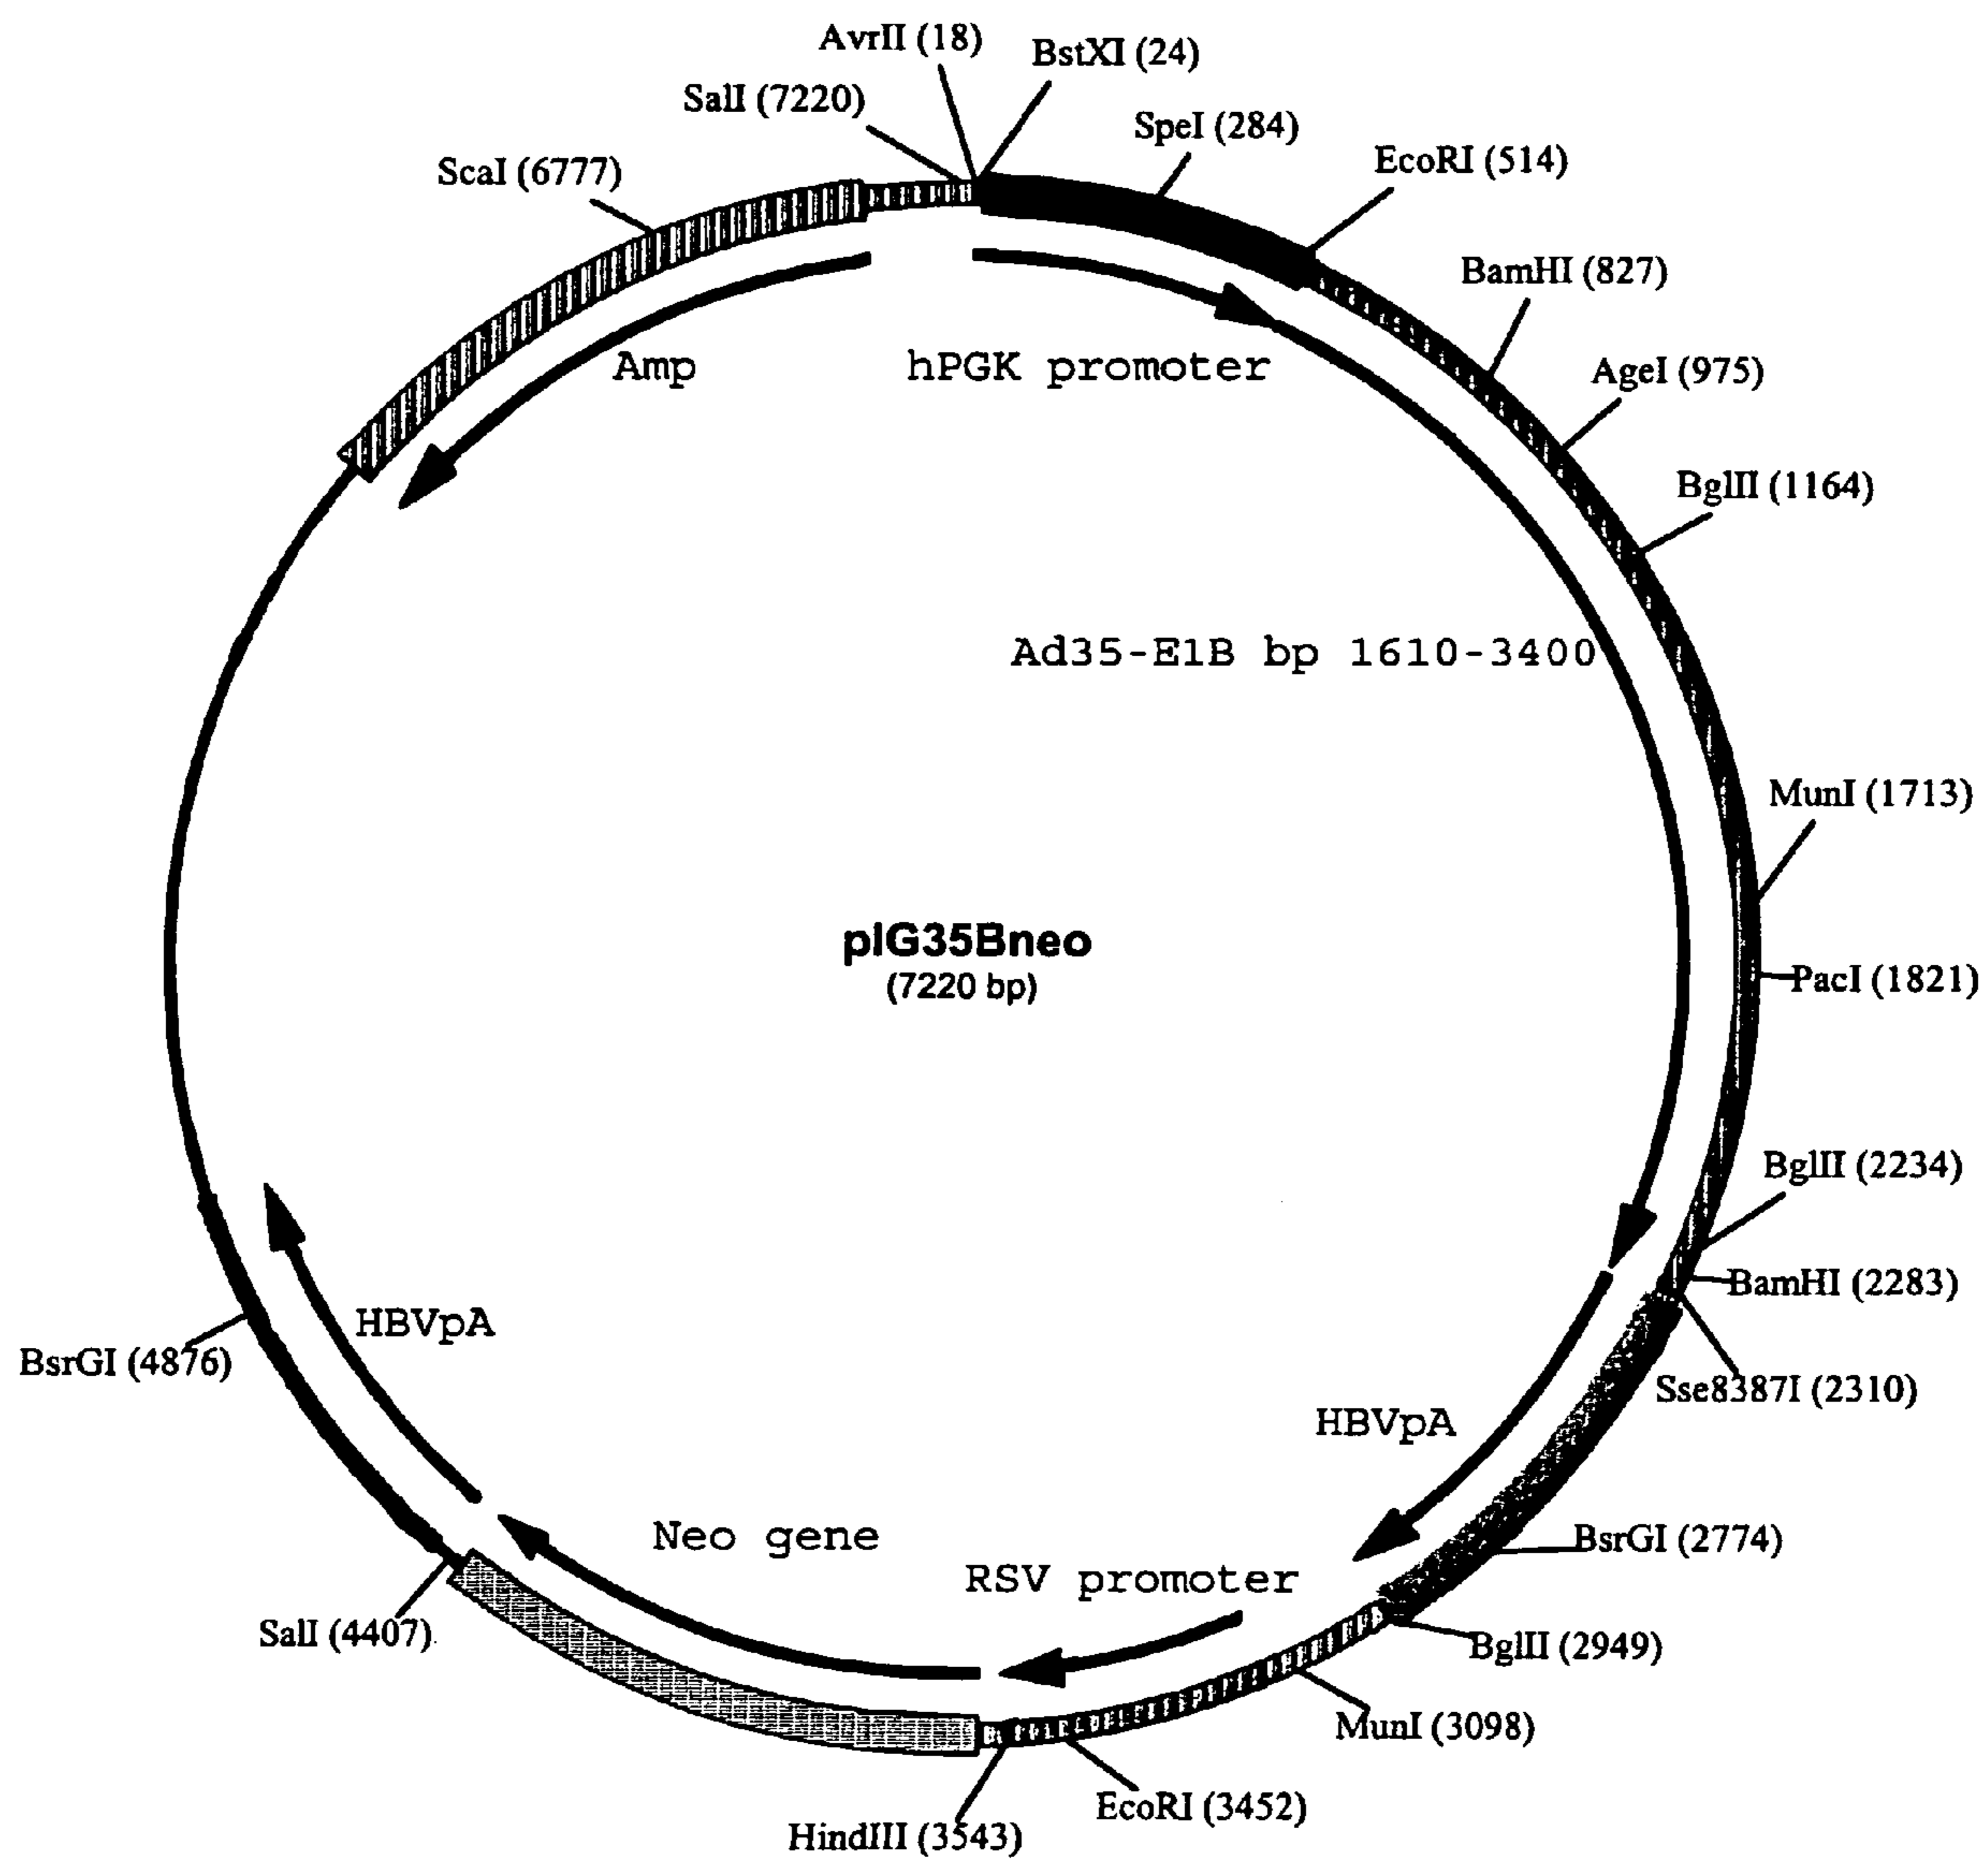 AvrII (18)
BstXI (24)
SalI (7220)
SpeI (284)
EcoRI (514)
ScaI (6777)
BamHI (827)
Amp
hPGK promoter
AgeI (975)
BglII (1164)
Ad35-E1B bp 1610-3400
MunI (1713)
pIG35Bneo
(7220 bp)
PacI (1821)
BglII (2234)
BamHI (2283)
HBVpA
BsrGI (4876)
Sse8387I (2310)
HBVpA
Neo gene
BsrGI (2774)
RSV promoter
SalI (4407)
BglII (2949)
MunI (3098)
EcoRI (3452)
HindIII (3543)